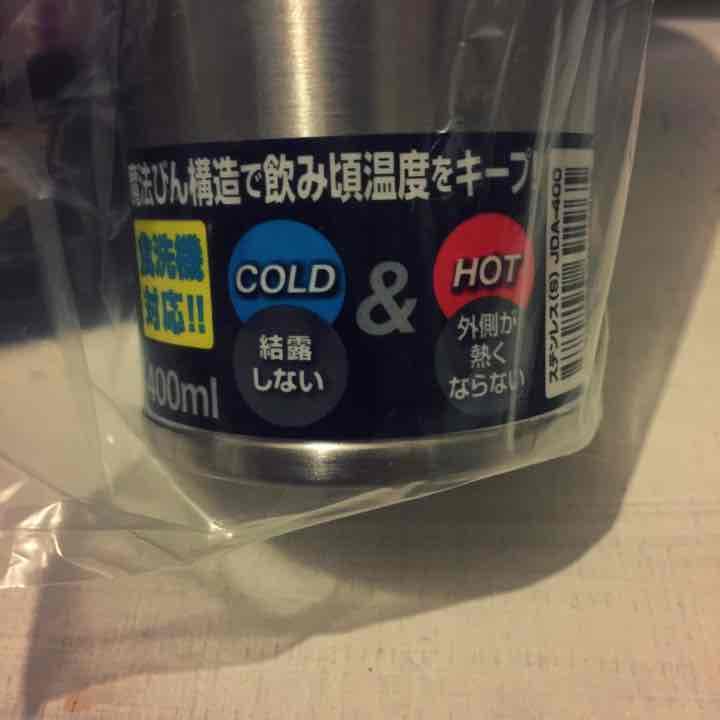 魔法びん構造で飲み頃温度をキープ!
食洗機
対応!!
COLD
&
HOT
結露
しない
外側が
熱く
ならない
400ml
ステンレス(S) JDA-400